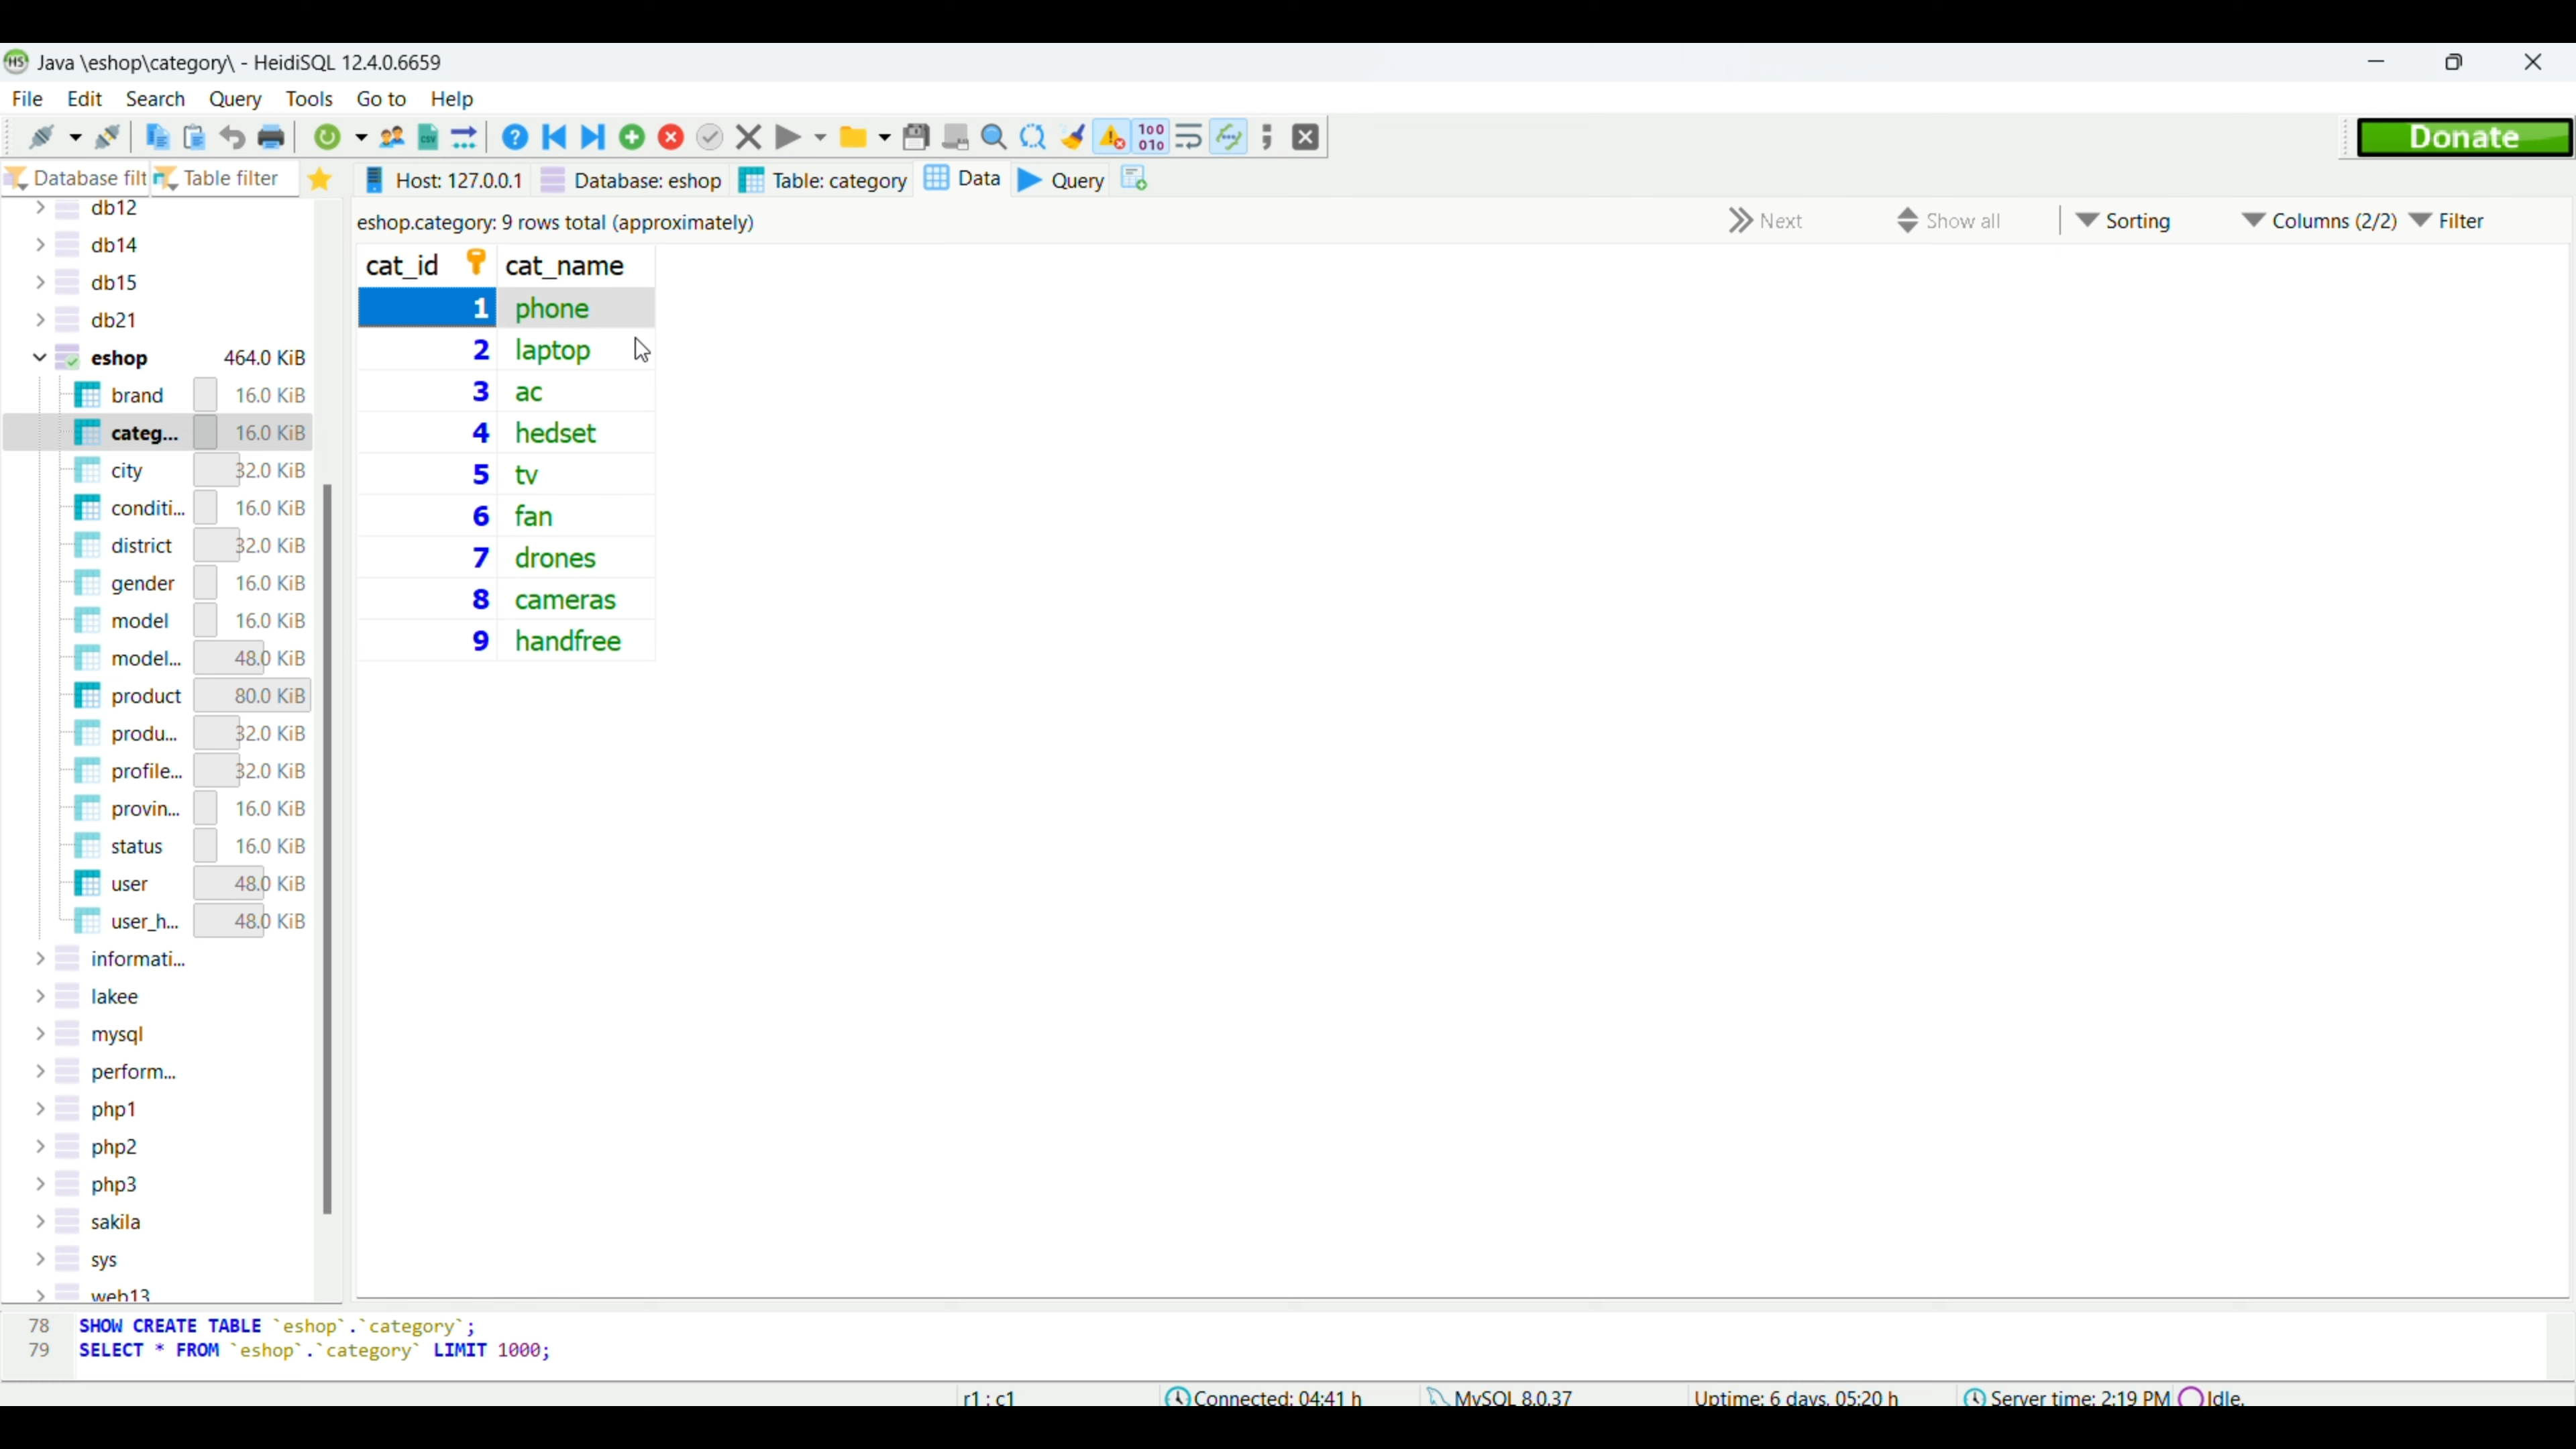 Java \eshop\category\ - HeidiSQL 12.4.0.6659
File Edit Search Query Tools Go to Help
Donate
Database filt Table filter Host: 127.0.0.1 Database: eshop Table: category Data Query
eshop.category: 9 rows total (approximately) Next Show all Sorting Columns (2/2) Filter
db12
db14
db15
db21
eshop 464.0 KiB
brand 16.0 KiB
categ... 16.0 KiB
city 32.0 KiB
conditi... 16.0 KiB
district 32.0 KiB
gender 16.0 KiB
model 16.0 KiB
model... 48.0 KiB
product 80.0 KiB
produ... 32.0 KiB
profile... 32.0 KiB
provin... 16.0 KiB
status 16.0 KiB
user 48.0 KiB
user_h... 48.0 KiB
informati...
lakee
mysql
perform...
php1
php2
php3
sakila
sys
web13
cat_id cat_name
1 phone
2 laptop
3 ac
4 hedset
5 tv
6 fan
7 drones
8 cameras
9 handfree
78 SHOW CREATE TABLE `eshop`.`category`;
79 SELECT * FROM `eshop`.`category` LIMIT 1000;
r1 : c1 Connected: 04:41 h MySQL 8.0.37 Uptime: 6 days, 05:20 h Server time: 2:19 PM Idle.